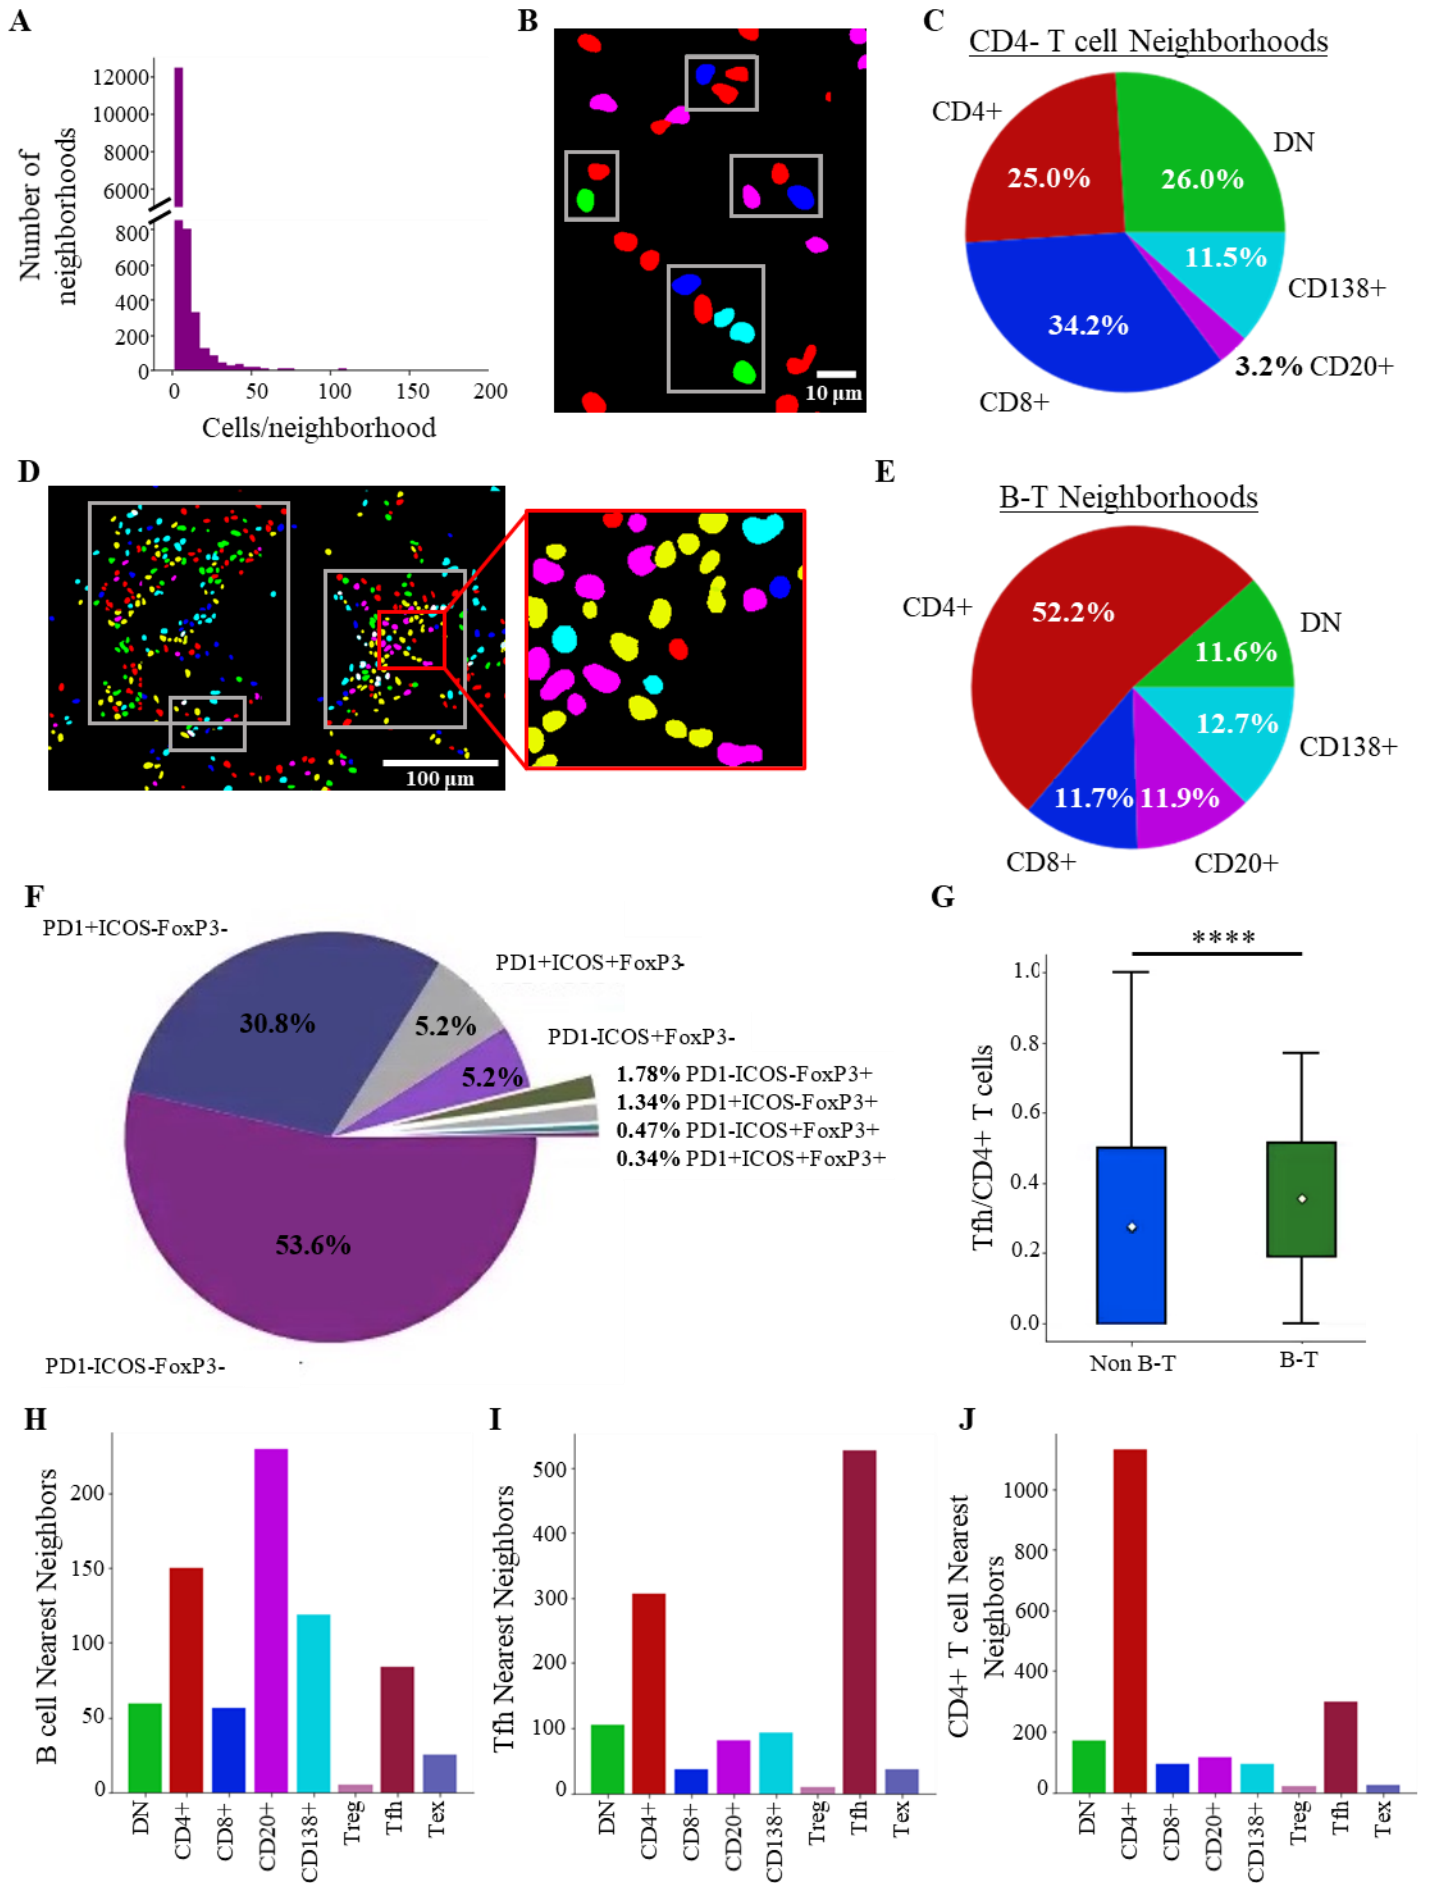 A
Number of
neighborhoods
12000
10000
8000
6000
800
600
400
200
0
0 50 100 150 200
Cells/neighborhood
B
10 µm
C
CD4- T cell Neighborhoods
CD4+
DN
25.0%
26.0%
11.5%
CD138+
34.2%
3.2% CD20+
CD8+
D
100 µm
E
B-T Neighborhoods
CD4+
52.2%
DN
11.6%
12.7%
CD138+
11.7%
11.9%
CD8+
CD20+
F
PD1+ICOS-FoxP3-
PD1+ICOS+FoxP3-
30.8%
5.2%
PD1-ICOS+FoxP3-
5.2%
1.78% PD1-ICOS-FoxP3+
1.34% PD1+ICOS-FoxP3+
0.47% PD1-ICOS+FoxP3+
0.34% PD1+ICOS+FoxP3+
53.6%
PD1-ICOS-FoxP3-
G
****
Tfh/CD4+ T cells
1.0
0.8
0.6
0.4
0.2
0.0
Non B-T
B-T
H
B cell Nearest Neighbors
200
150
100
50
0
DN
CD4+
CD8+
CD20+
CD138+
Treg
Tfh
Tex
I
Tfh Nearest Neighbors
500
400
300
200
100
0
DN
CD4+
CD8+
CD20+
CD138+
Treg
Tfh
Tex
J
CD4+ T cell Nearest
Neighbors
1000
800
600
400
200
0
DN
CD4+
CD8+
CD20+
CD138+
Treg
Tfh
Tex